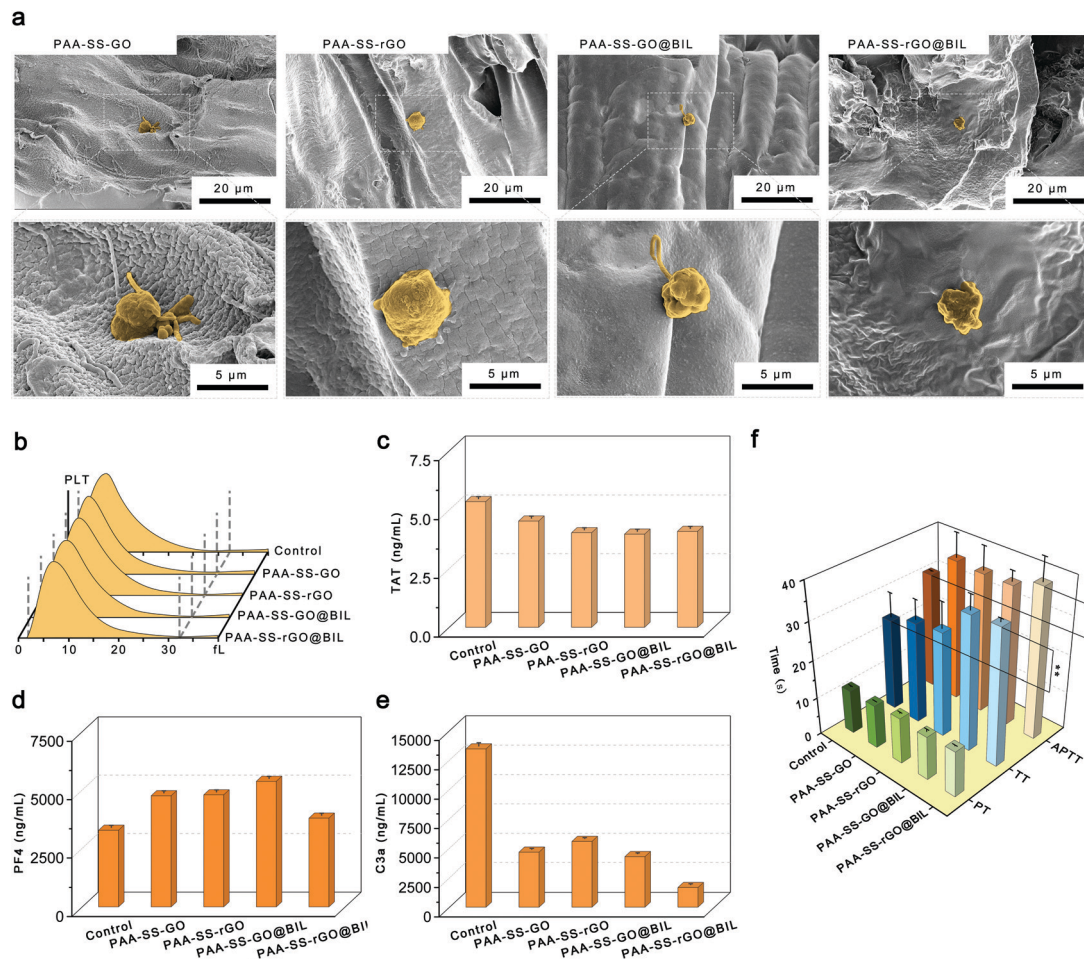 a
PAA-SS-GO
PAA-SS-rGO
PAA-SS-GO@BIL
PAA-SS-rGO@BIL
20 μm
20 μm
20 μm
20 μm
5 μm
5 μm
5 μm
5 μm
b
PLT
Control
PAA-SS-GO
PAA-SS-rGO
PAA-SS-GO@BIL
PAA-SS-rGO@BIL
0 10 20 30 fL
c
TAT (ng/mL)
7.5
5.0
2.5
0.0
Control
PAA-SS-GO
PAA-SS-rGO
PAA-SS-GO@BIL
PAA-SS-rGO@BIL
d
PF4 (ng/mL)
7500
5000
2500
0
Control
PAA-SS-GO
PAA-SS-rGO
PAA-SS-GO@BIL
PAA-SS-rGO@BIL
e
C3a (ng/mL)
15000
12500
10000
7500
5000
2500
0
Control
PAA-SS-GO
PAA-SS-rGO
PAA-SS-GO@BIL
PAA-SS-rGO@BIL
f
Time (s)
40
30
20
10
0
**
Control
PAA-SS-GO
PAA-SS-rGO
PAA-SS-GO@BIL
PAA-SS-rGO@BIL
PT
TT
APTT